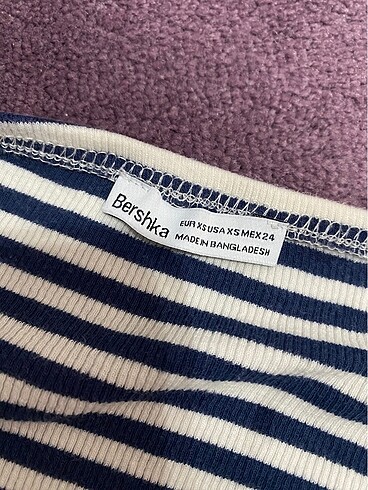 Bershka
EUR XS USA XS MEX 24
MADE IN BANGLADESH